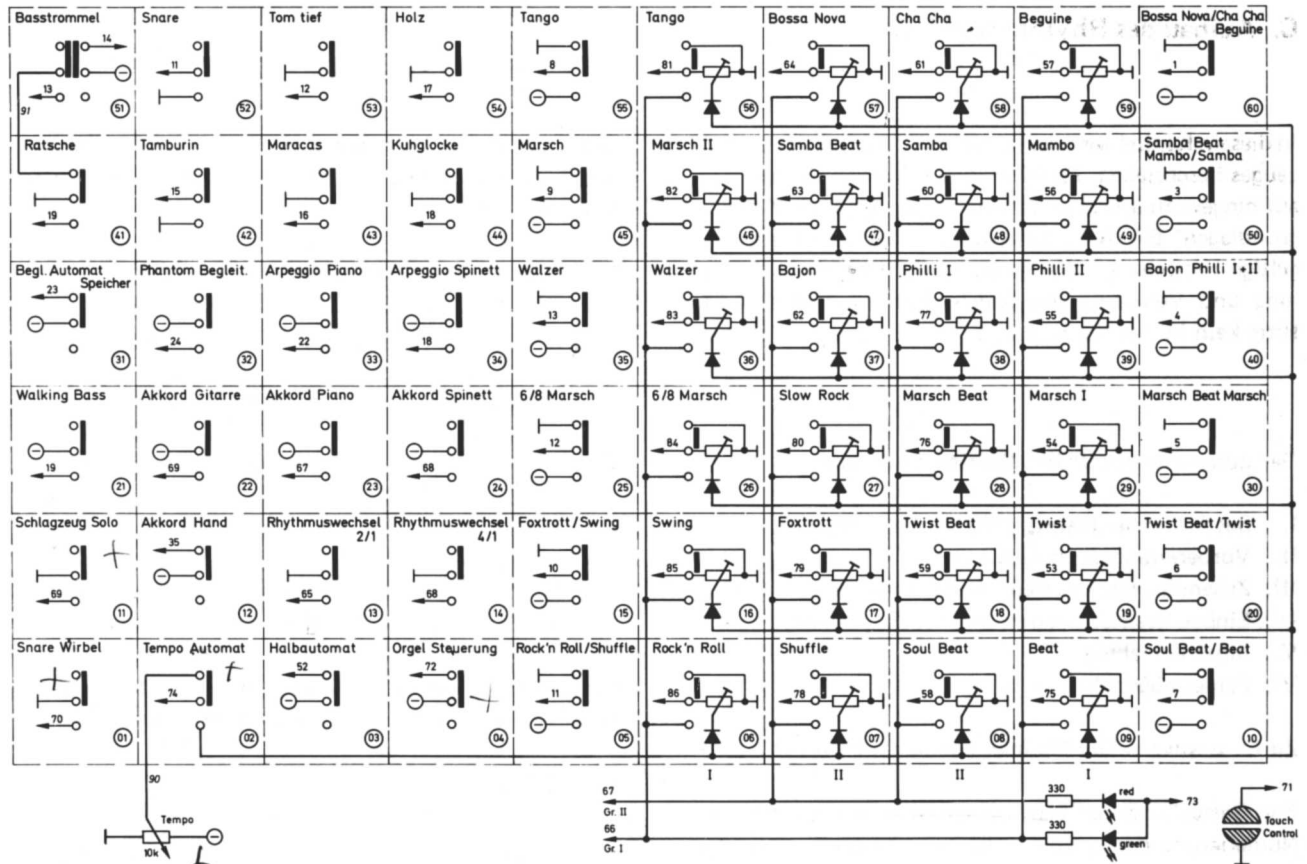 Basstrommel Snare Tom tief Holz Tango Tango Bossa Nova Cha Cha Beguine Bossa Nova/Cha Cha
Beguine
14 11 12 17 8 81 64 61 57 1
13
91
51 52 53 54 55 56 57 58 59 60
Ratsche Tamburin Maracas Kuhglocke Marsch Marsch II Samba Beat Samba Mambo Samba Beat
Mambo/Samba
19 15 16 18 9 82 63 60 56 3
41 42 43 44 45 46 47 48 49 50
Begl. Automat Phantom Begleit. Arpeggio Piano Arpeggio Spinett Walzer Walzer Bajon Philli I Philli II Bajon Philli I+II
Speicher
23 24 22 18 13 83 62 77 55 4
31 32 33 34 35 36 37 38 39 40
Walking Bass Akkord Gitarre Akkord Piano Akkord Spinett 6/8 Marsch 6/8 Marsch Slow Rock Marsch Beat Marsch I Marsch Beat Marsch
19 69 67 68 12 84 80 76 54 5
21 22 23 24 25 26 27 28 29 30
Schlagzeug Solo Akkord Hand Rhythmuswechsel Rhythmuswechsel Foxtrott/Swing Swing Foxtrott Twist Beat Twist Twist Beat/Twist
2/1 4/1
69 35 65 68 10 85 79 59 53 6
11 12 13 14 15 16 17 18 19 20
Snare Wirbel Tempo Automat Halbautomat Orgel Steuerung Rock'n Roll/Shuffle Rock'n Roll Shuffle Soul Beat Beat Soul Beat/Beat
70 74 52 72 11 86 78 58 75 7
01 02 03 04 05 06 07 08 09 10
I II II I
90
67
Gr. II
330 red 73 71
Tempo
10k
66
Gr. I
330 green
Touch
Control